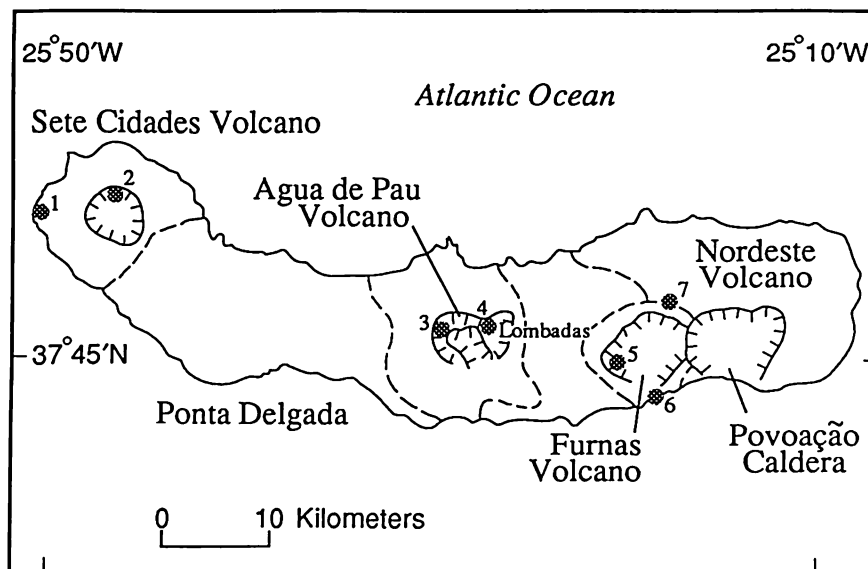 25°50′W
25°10′W
Atlantic Ocean
Sete Cidades Volcano
1
2
Agua de Pau
Volcano
Nordeste
Volcano
7
3
4
Lombadas
37°45′N
5
6
Ponta Delgada
Furnas
Volcano
Povoação
Caldera
0 10 Kilometers